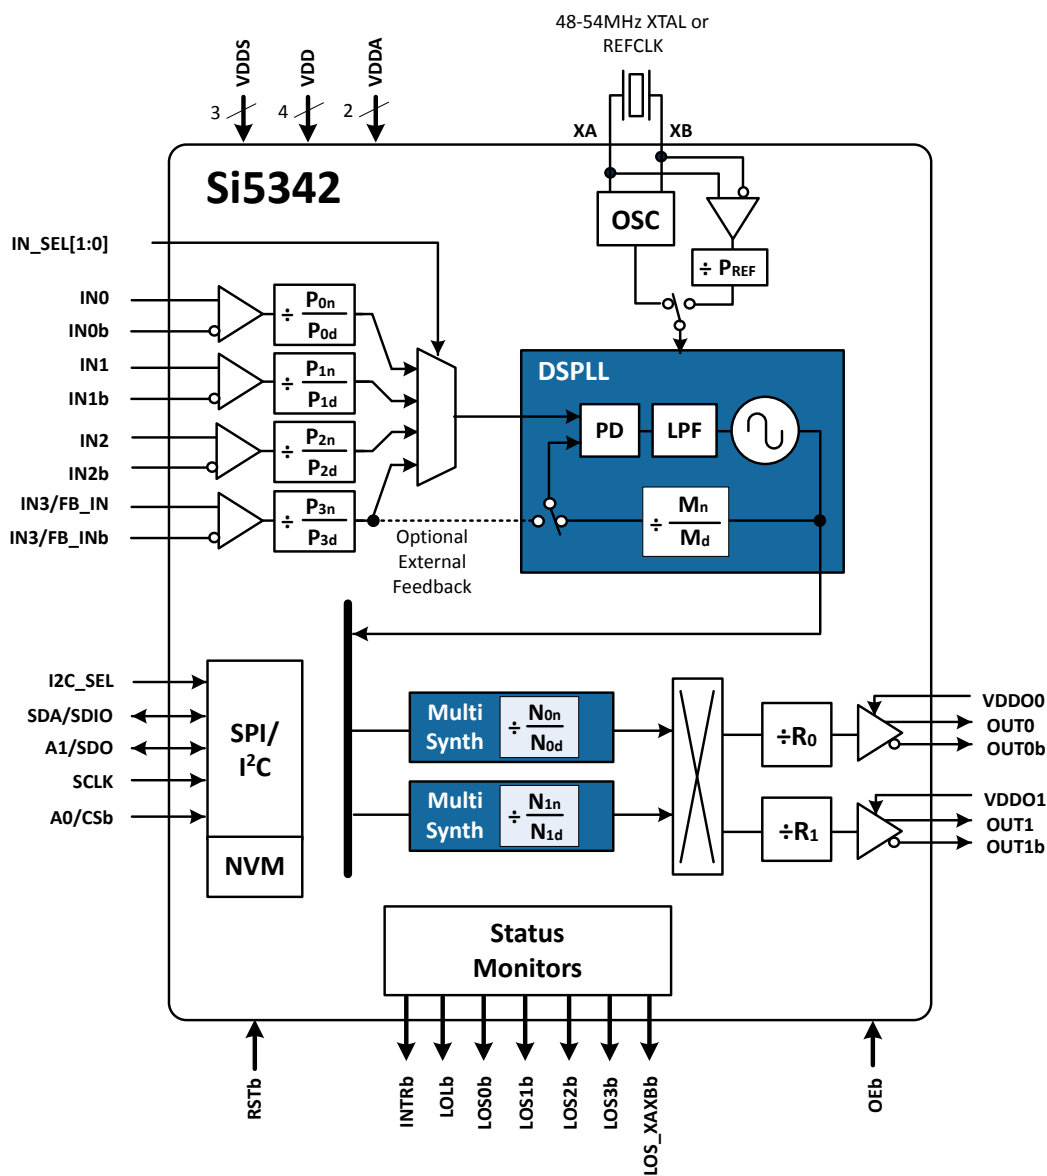 48-54MHz XTAL or
REFCLK
VDDS
VDD
VDDA
3
4
2
XA
XB
Si5342
OSC
÷ PREF
IN_SEL[1:0]
IN0
IN0b
÷ P0n
P0d
IN1
IN1b
÷ P1n
P1d
IN2
IN2b
÷ P2n
P2d
IN3/FB_IN
IN3/FB_INb
÷ P3n
P3d
DSPLL
PD
LPF
÷ Mn
Md
Optional
External
Feedback
I2C_SEL
SDA/SDIO
A1/SDO
SCLK
A0/CSb
SPI/
I²C
NVM
Multi
Synth
÷ N0n
N0d
Multi
Synth
÷ N1n
N1d
÷R0
÷R1
VDDO0
OUT0
OUT0b
VDDO1
OUT1
OUT1b
Status
Monitors
RSTb
INTRb
LOLb
LOS0b
LOS1b
LOS2b
LOS3b
LOS_XAXBb
OEb